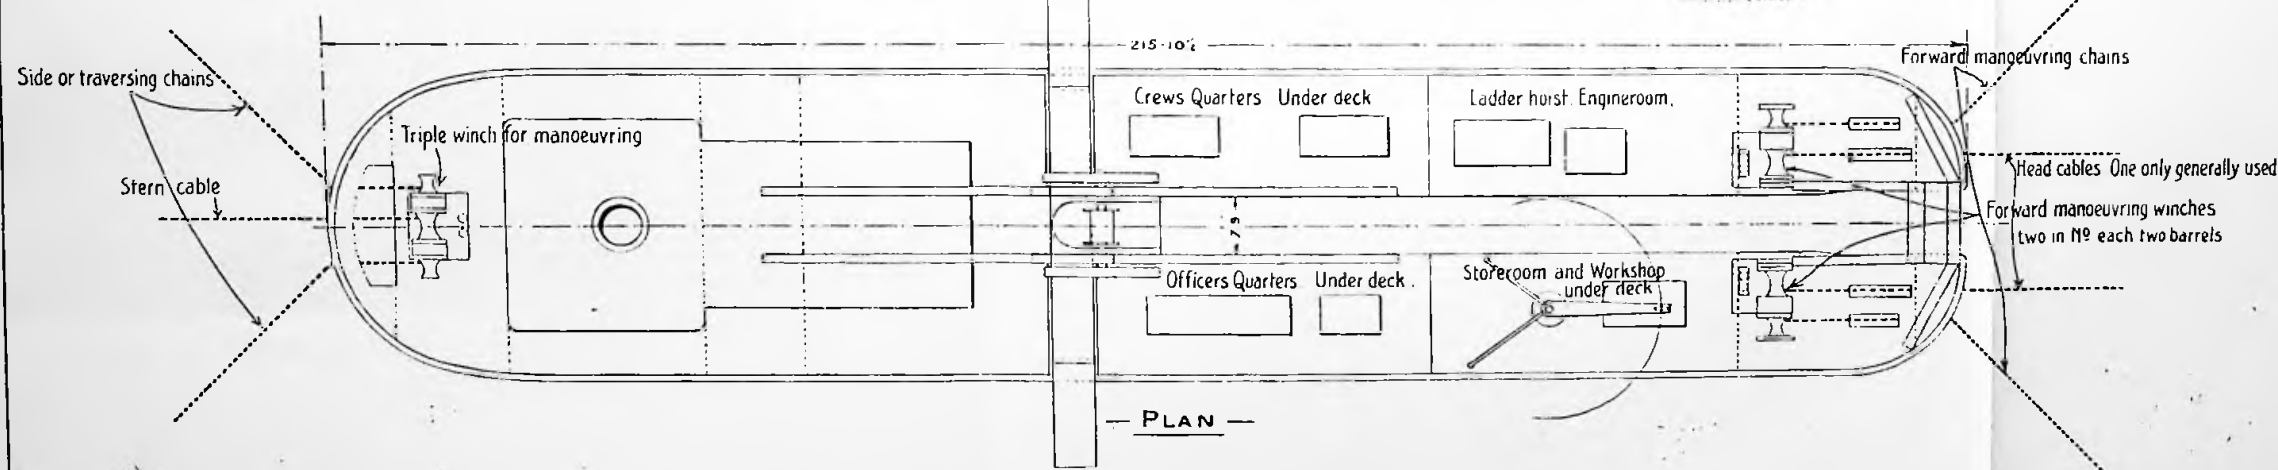 215-10½
Side or traversing chains
Forward manoeuvring chains
Crews Quarters Under deck
Ladder hoist Engineroom.
Triple winch for manoeuvring
Stern cable
Head cables One only generally used
7 9
Forward manoeuvring winches
two in Nº each two barrels
Officers Quarters Under deck.
Storeroom and Workshop
under deck
— PLAN —